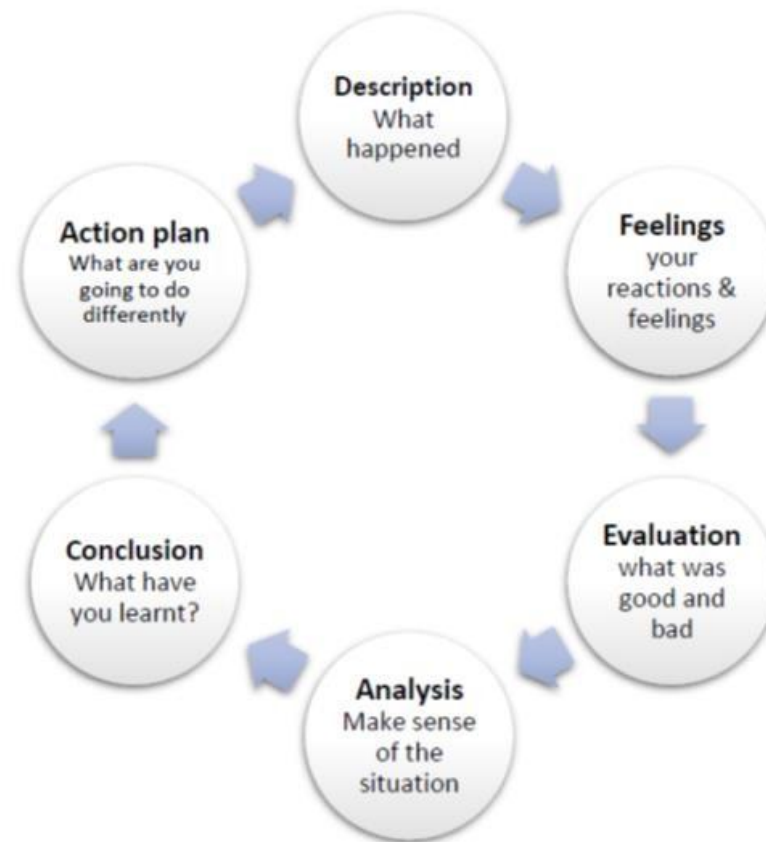 Description
What
happened
Feelings
your
reactions &
feelings
Evaluation
what was
good and
bad
Analysis
Make sense
of the
situation
Conclusion
What have
you learnt?
Action plan
What are you
going to do
differently